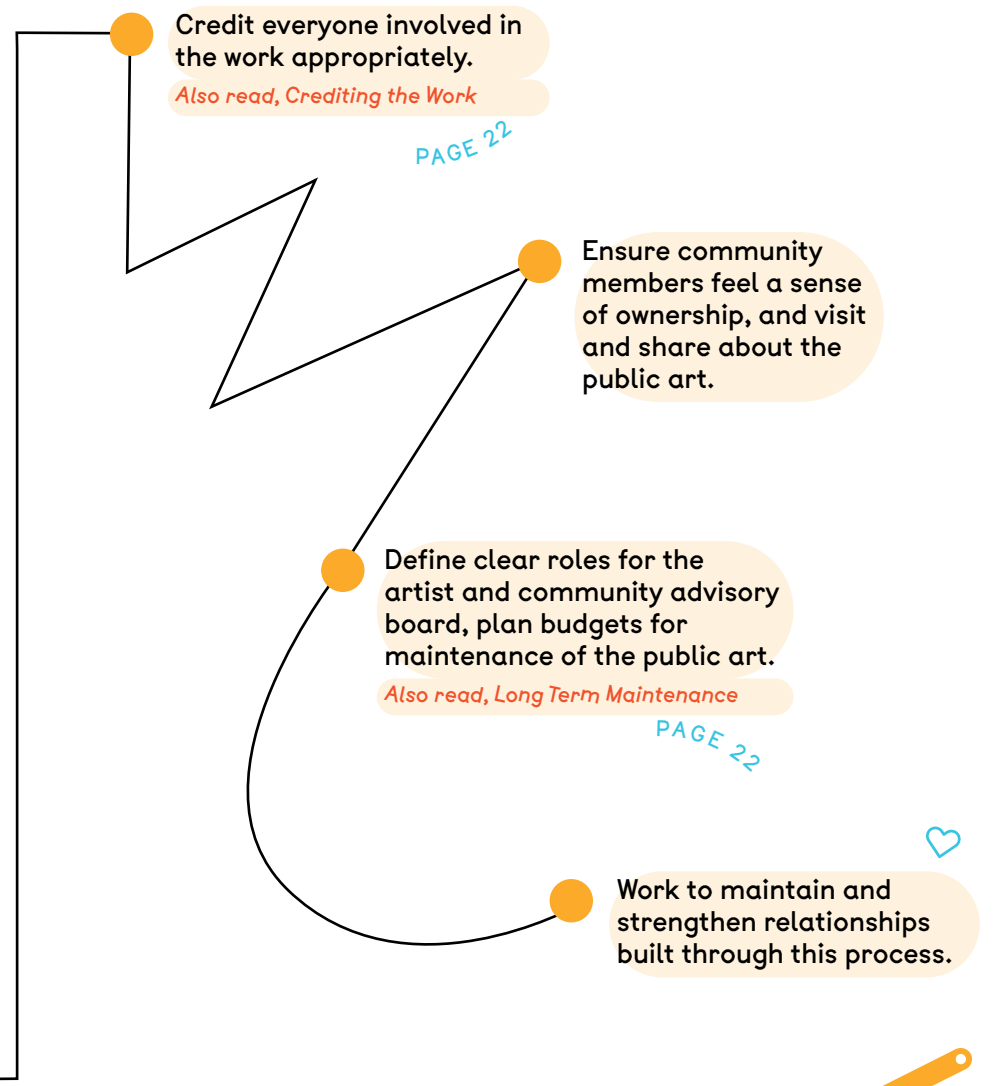 Credit everyone involved in
the work appropriately.
Also read, Crediting the Work
PAGE 22
Ensure community
members feel a sense
of ownership, and visit
and share about the
public art.
Define clear roles for the
artist and community advisory
board, plan budgets for
maintenance of the public art.
Also read, Long Term Maintenance
PAGE 22
Work to maintain and
strengthen relationships
built through this process.